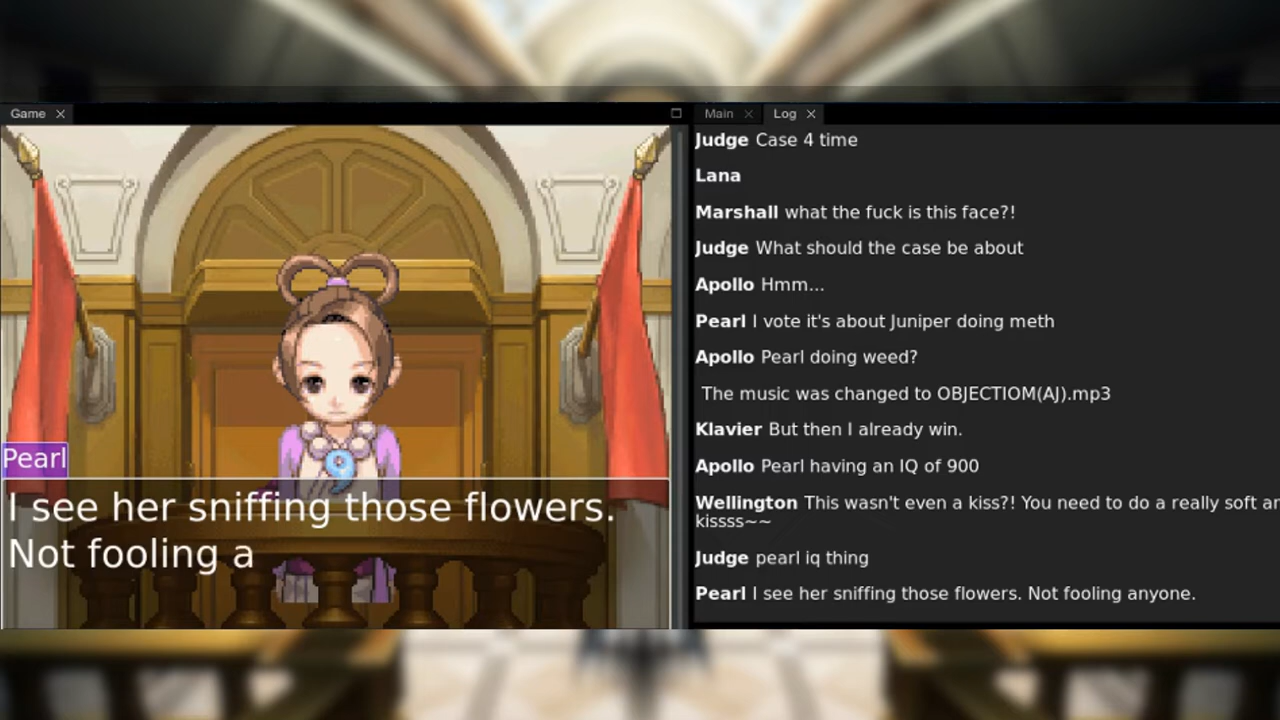 Game
Main
Log
Pearl
I see her sniffing those flowers.
Not fooling a
Judge Case 4 time
Lana
Marshall what the fuck is this face?!
Judge What should the case be about
Apollo Hmm...
Pearl I vote it's about Juniper doing meth
Apollo Pearl doing weed?
The music was changed to OBJECTIOM(AJ).mp3
Klavier But then I already win.
Apollo Pearl having an IQ of 900
Wellington This wasn't even a kiss?! You need to do a really soft ar
kissss~~
Judge pearl iq thing
Pearl I see her sniffing those flowers. Not fooling anyone.